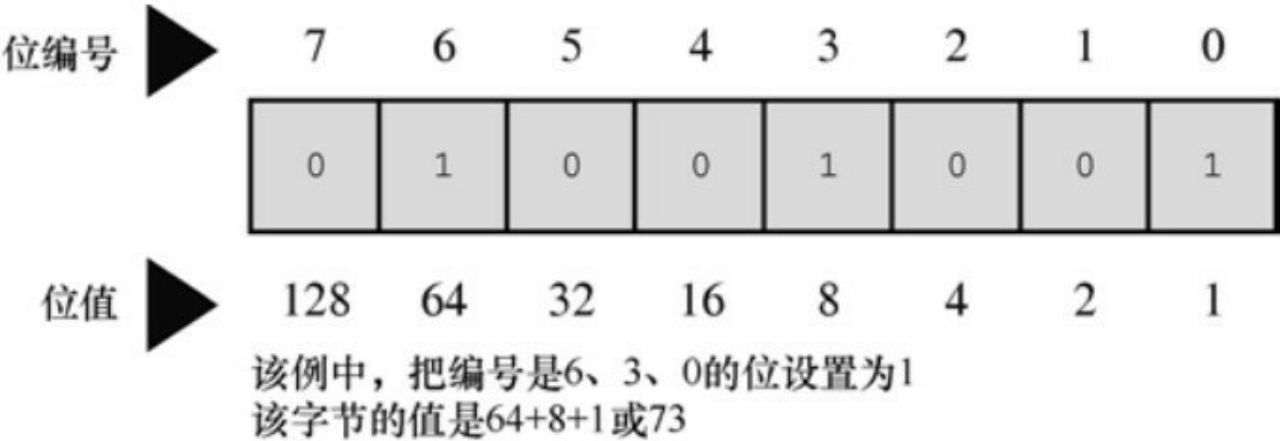 位编号 7 6 5 4 3 2 1 0
0 1 0 0 1 0 0 1
位值 128 64 32 16 8 4 2 1
该例中，把编号是6、3、0的位设置为1
该字节的值是64+8+1或73